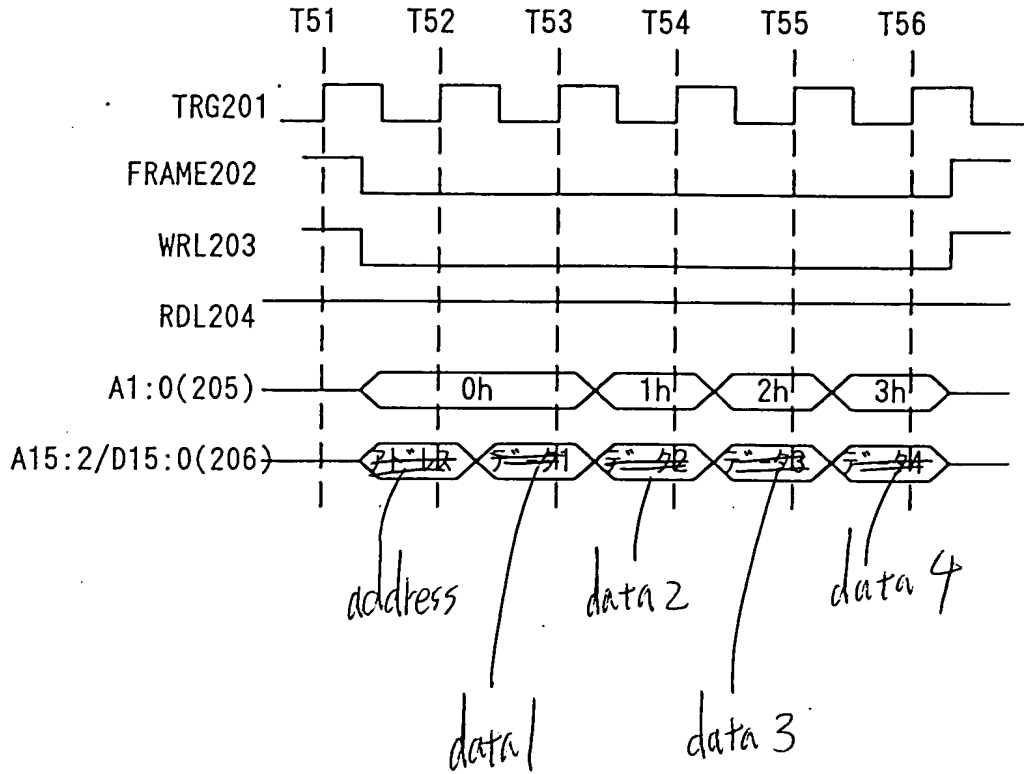 T51 T52 T53 T54 T55 T56
TRG201
FRAME202
WRL203
RDL204
A1:0(205) 0h 1h 2h 3h
A15:2/D15:0(206) アドレス データ1 データ2 データ3 データ4
address data2 data 4
data1 data 3